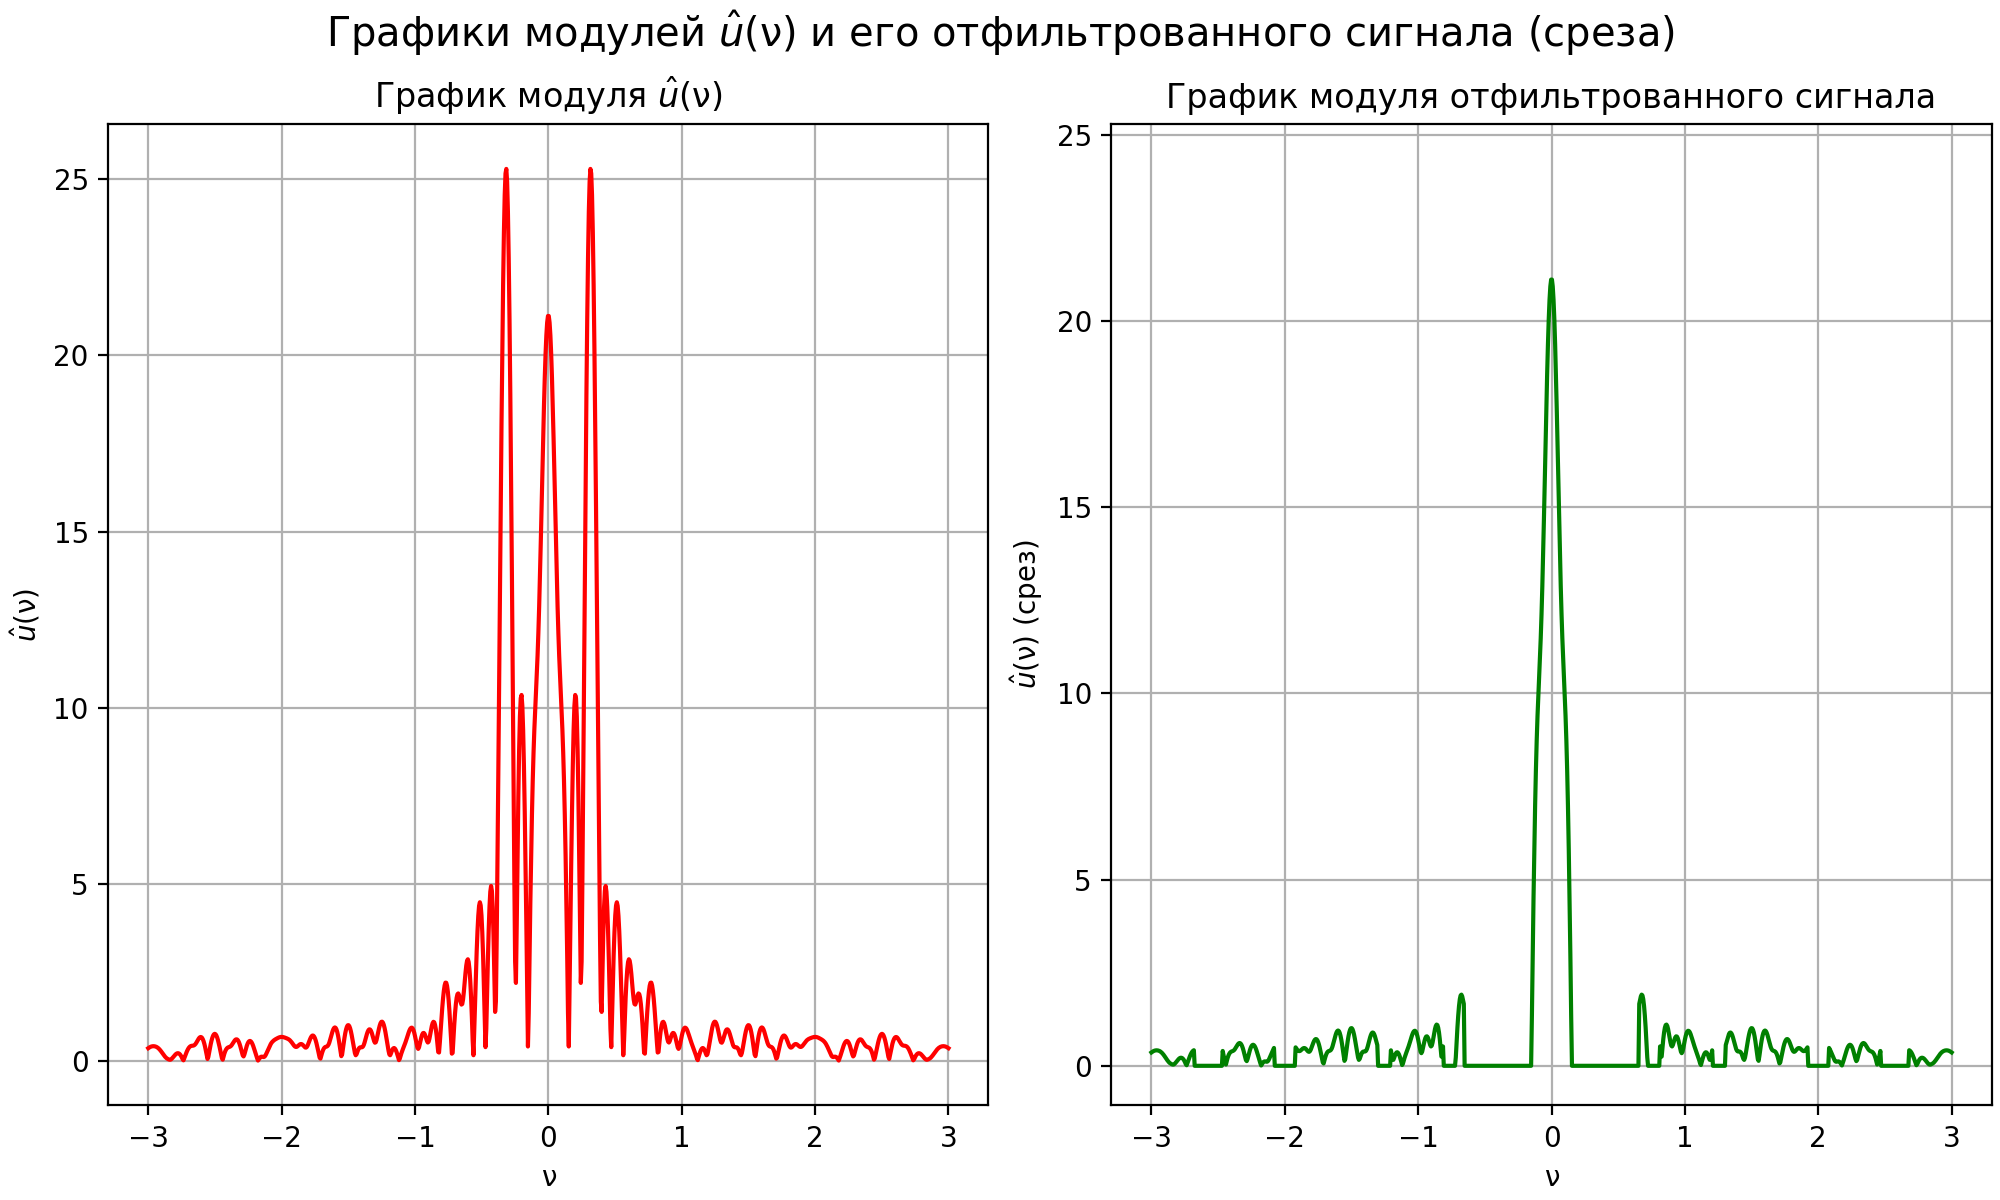 Графики модулей û(ν) и его отфильтрованного сигнала (среза)
График модуля û(ν)
û(ν)
25
20
15
10
5
0
−3 −2 −1 0 1 2 3
ν
График модуля отфильтрованного сигнала
û(ν) (срез)
25
20
15
10
5
0
−3 −2 −1 0 1 2 3
ν